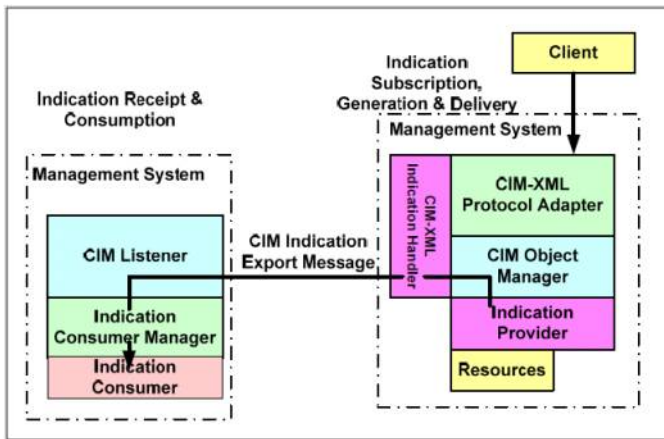 Indication Receipt &
Consumption
Management System
CIM Listener
Indication
Consumer Manager
Indication
Consumer
CIM Indication
Export Message
Indication
Subscription,
Generation & Delivery
Client
Management System
CIM-XML
Indication Handler
CIM-XML
Protocol Adapter
CIM Object
Manager
Indication
Provider
Resources